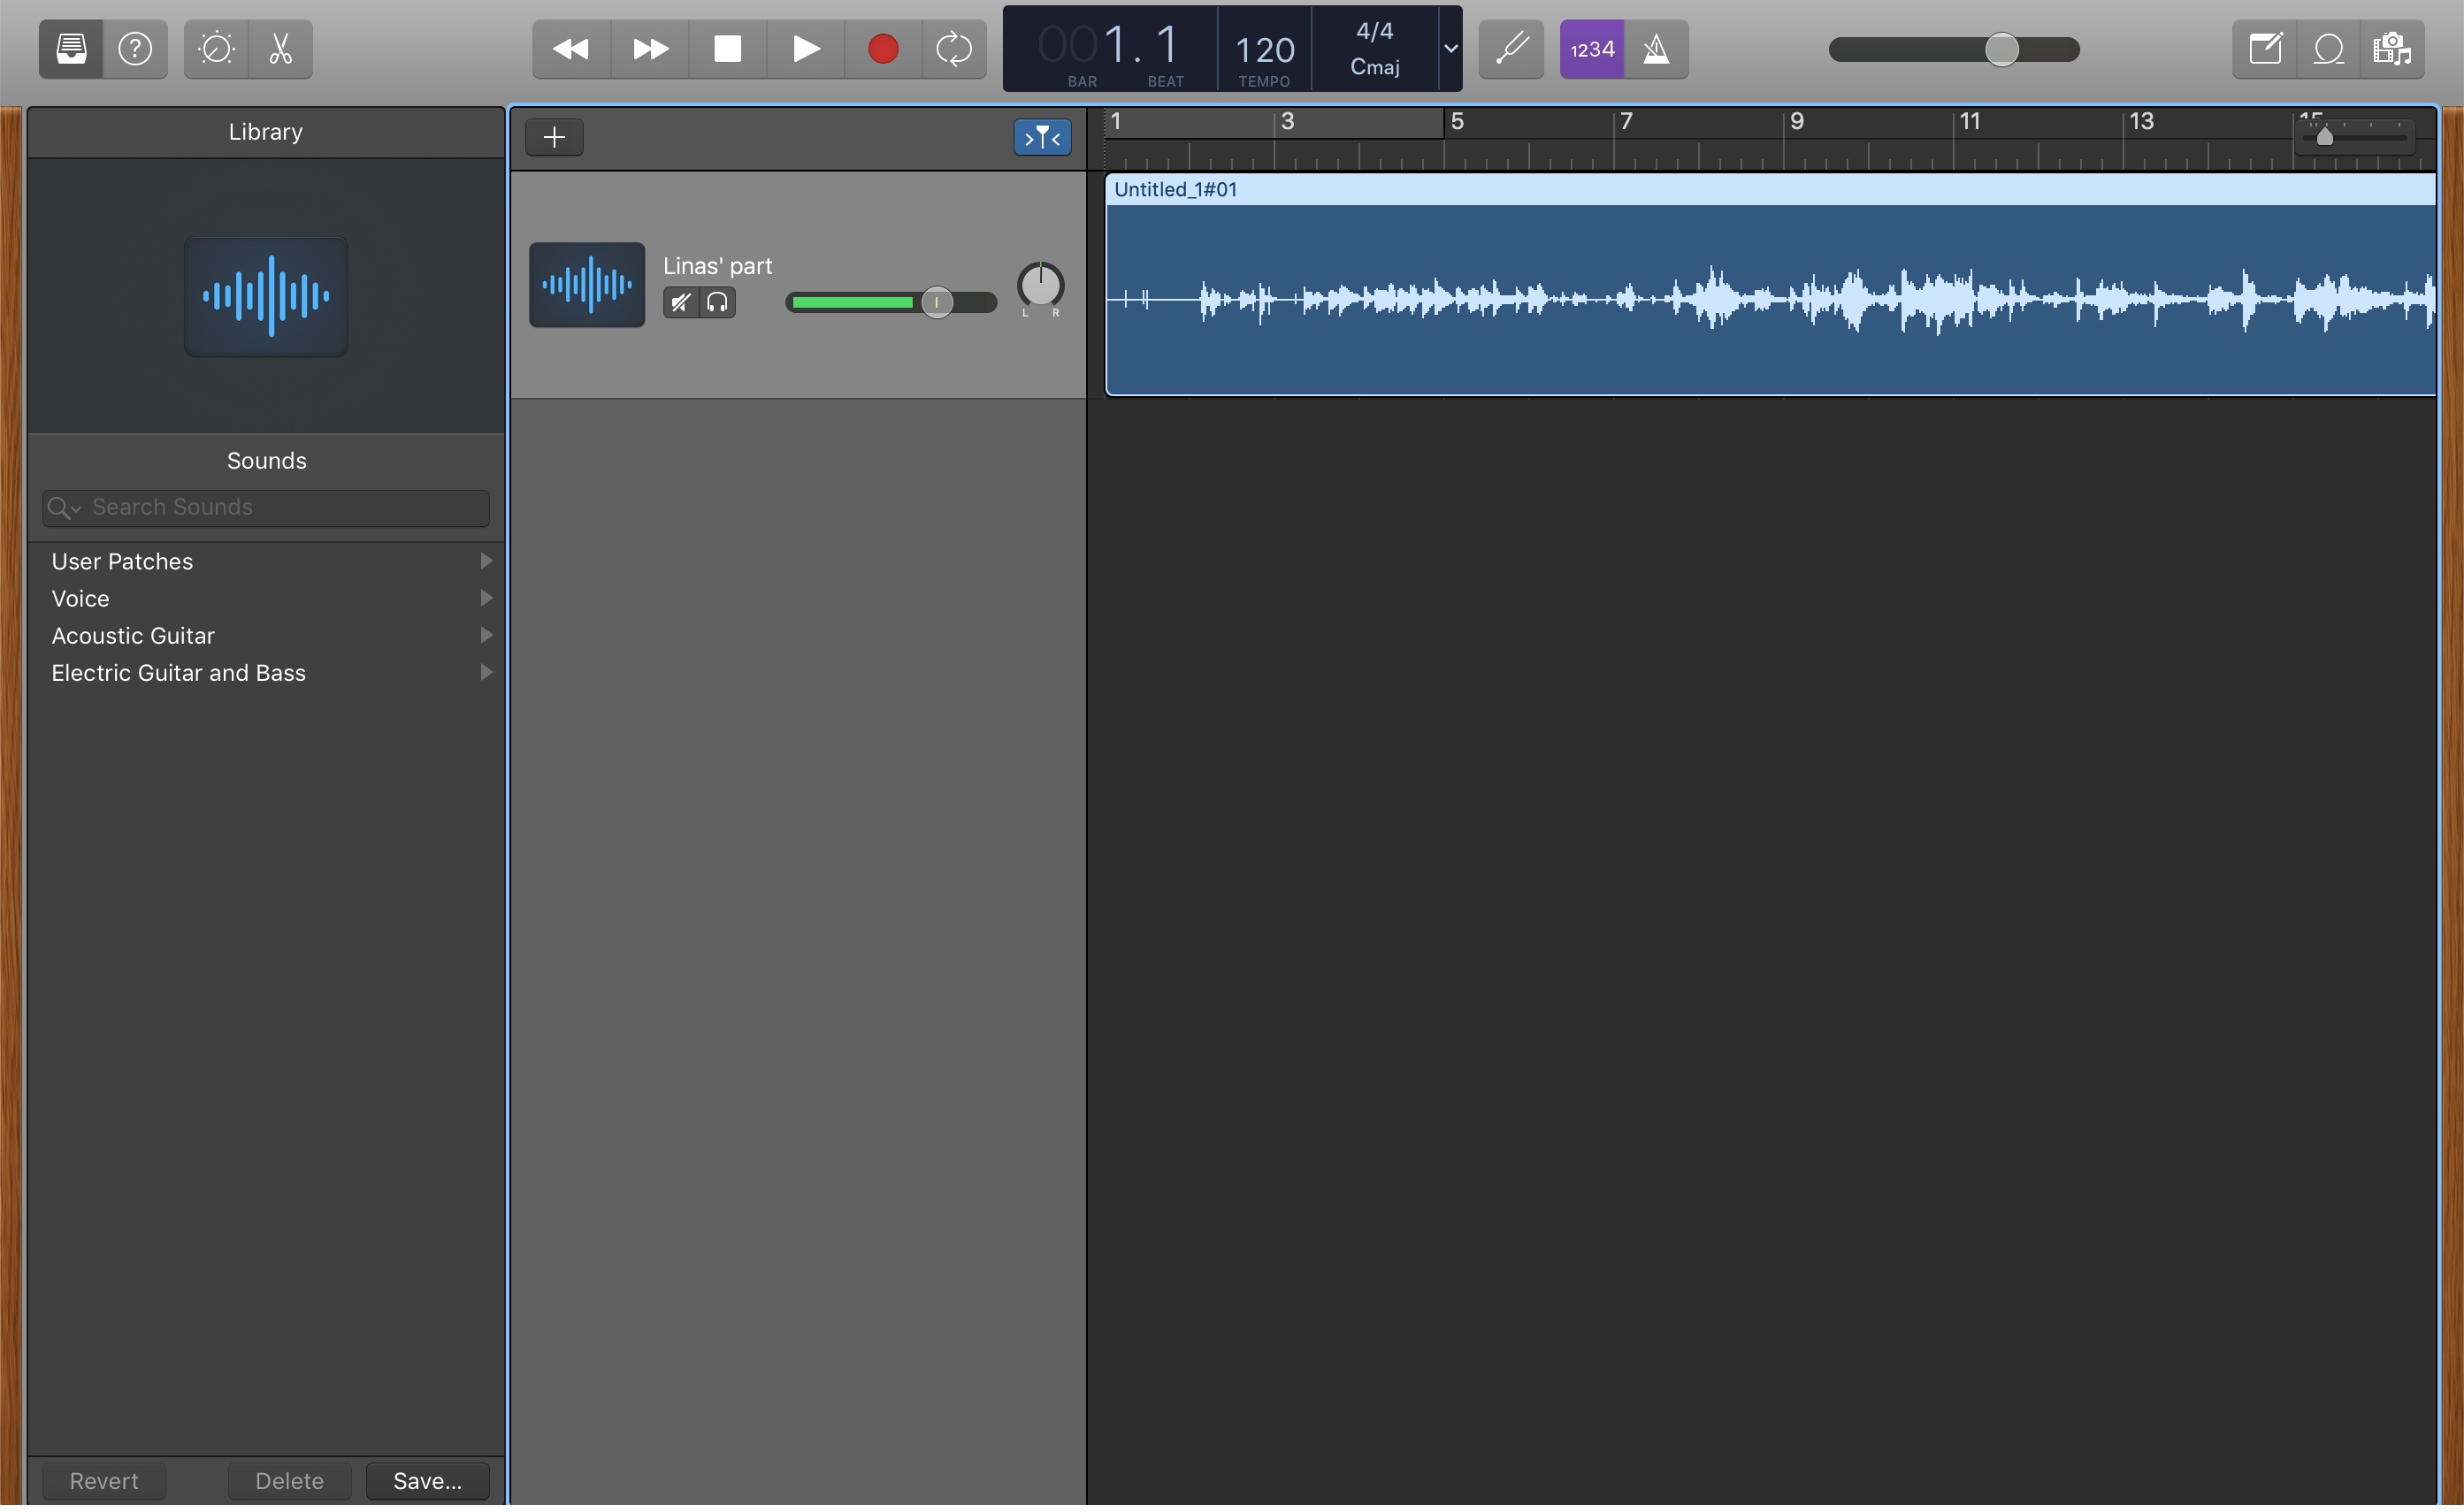 001. 1
BAR BEAT
120
TEMPO
4/4
Cmaj
1234
Library
Sounds
Search Sounds
User Patches
Voice
Acoustic Guitar
Electric Guitar and Bass
Revert Delete Save...
1 3 5 7 9 11 13 15
Linas' part
L R
Untitled_1#01